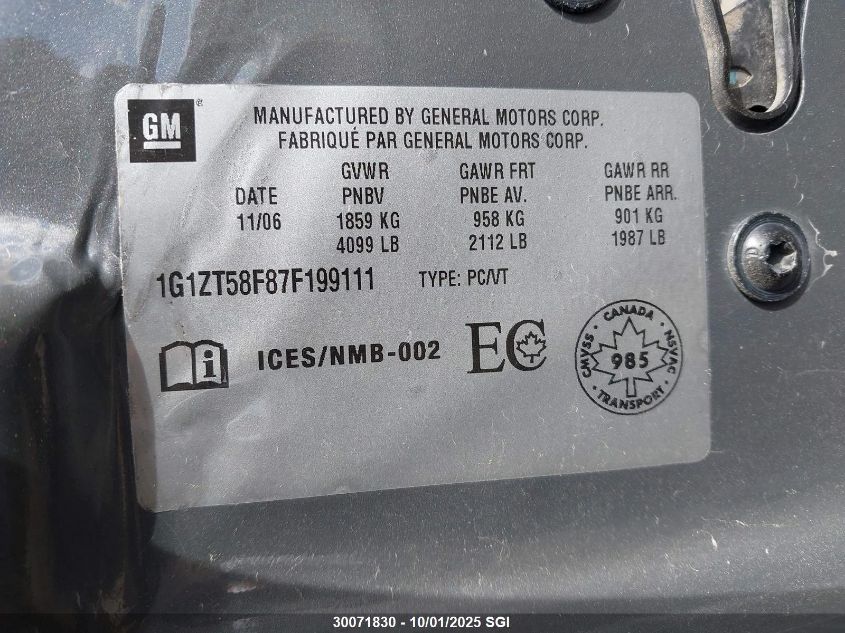 GM
MANUFACTURED BY GENERAL MOTORS CORP.
FABRIQUÉ PAR GENERAL MOTORS CORP.
GVWR GAWR FRT GAWR RR
DATE PNBV PNBE AV. PNBE ARR.
11/06 1859 KG 958 KG 901 KG
4099 LB 2112 LB 1987 LB
1G1ZT58F87F199111 TYPE: PC/VT
i ICES/NMB-002 EC
CANADA
CMVSS 985 NSVAC
TRANSPORT
30071830 - 10/01/2025 SGI